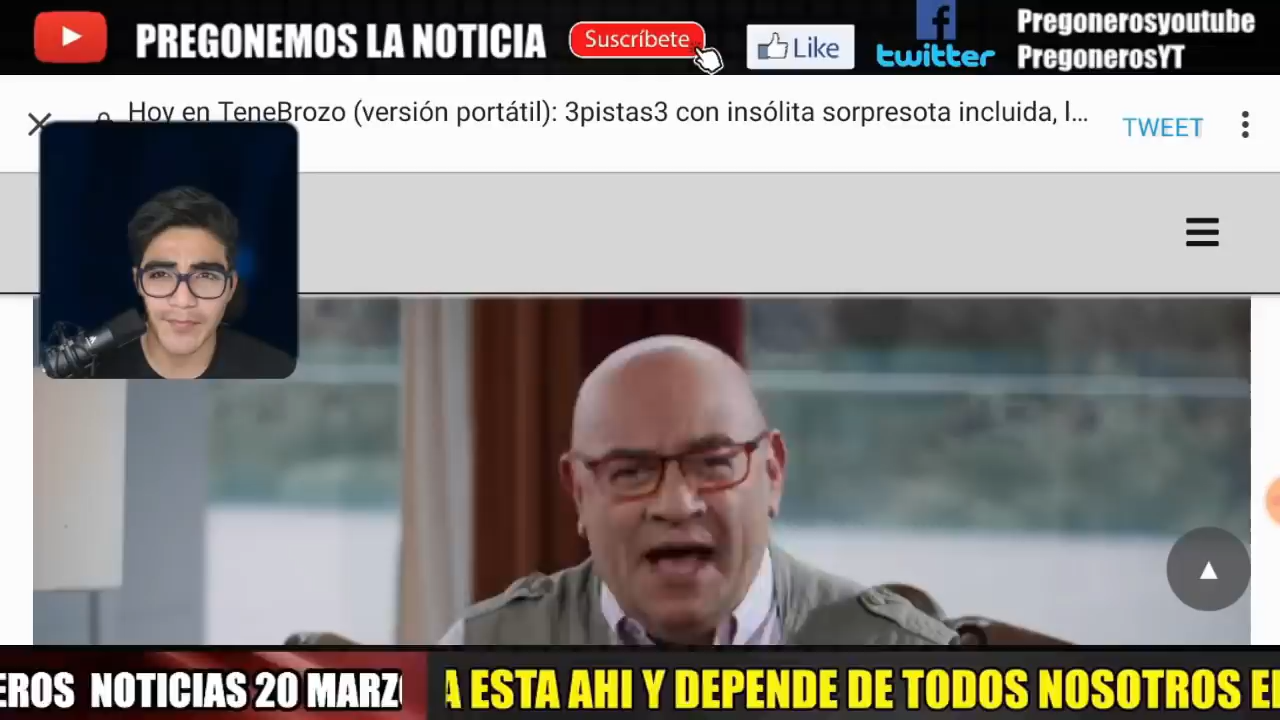 PREGONEMOS LA NOTICIA
Suscríbete
Like
twitter
Pregonerosyoutube
PregonerosYT
Hoy en TeneBrozo (versión portátil): 3pistas3 con insólita sorpresota incluida, l...
TWEET
EROS NOTICIAS 20 MARZ
A ESTA AHI Y DEPENDE DE TODOS NOSOTROS E